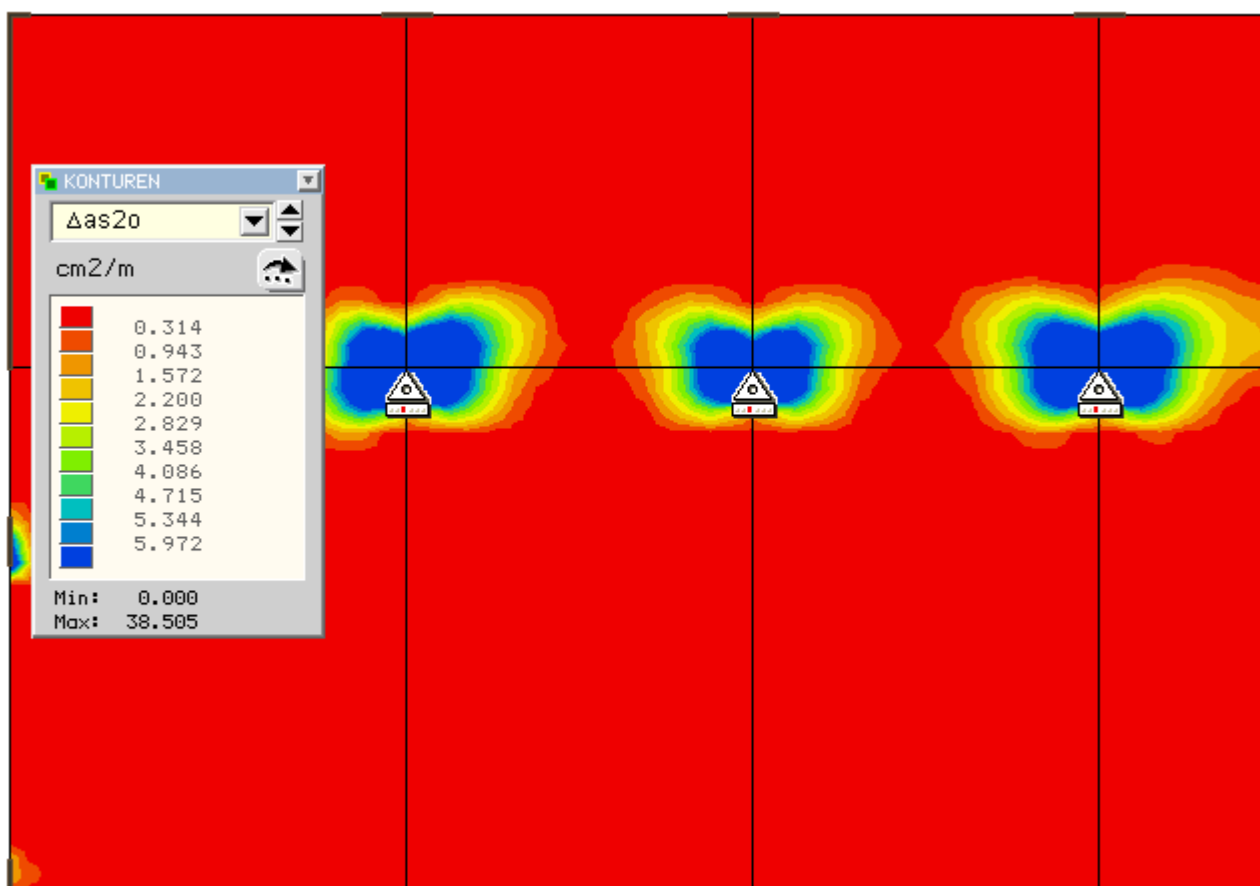 KONTUREN
Δas2o
cm2/m
0.314
0.943
1.572
2.200
2.829
3.458
4.086
4.715
5.344
5.972
Min: 0.000
Max: 38.505